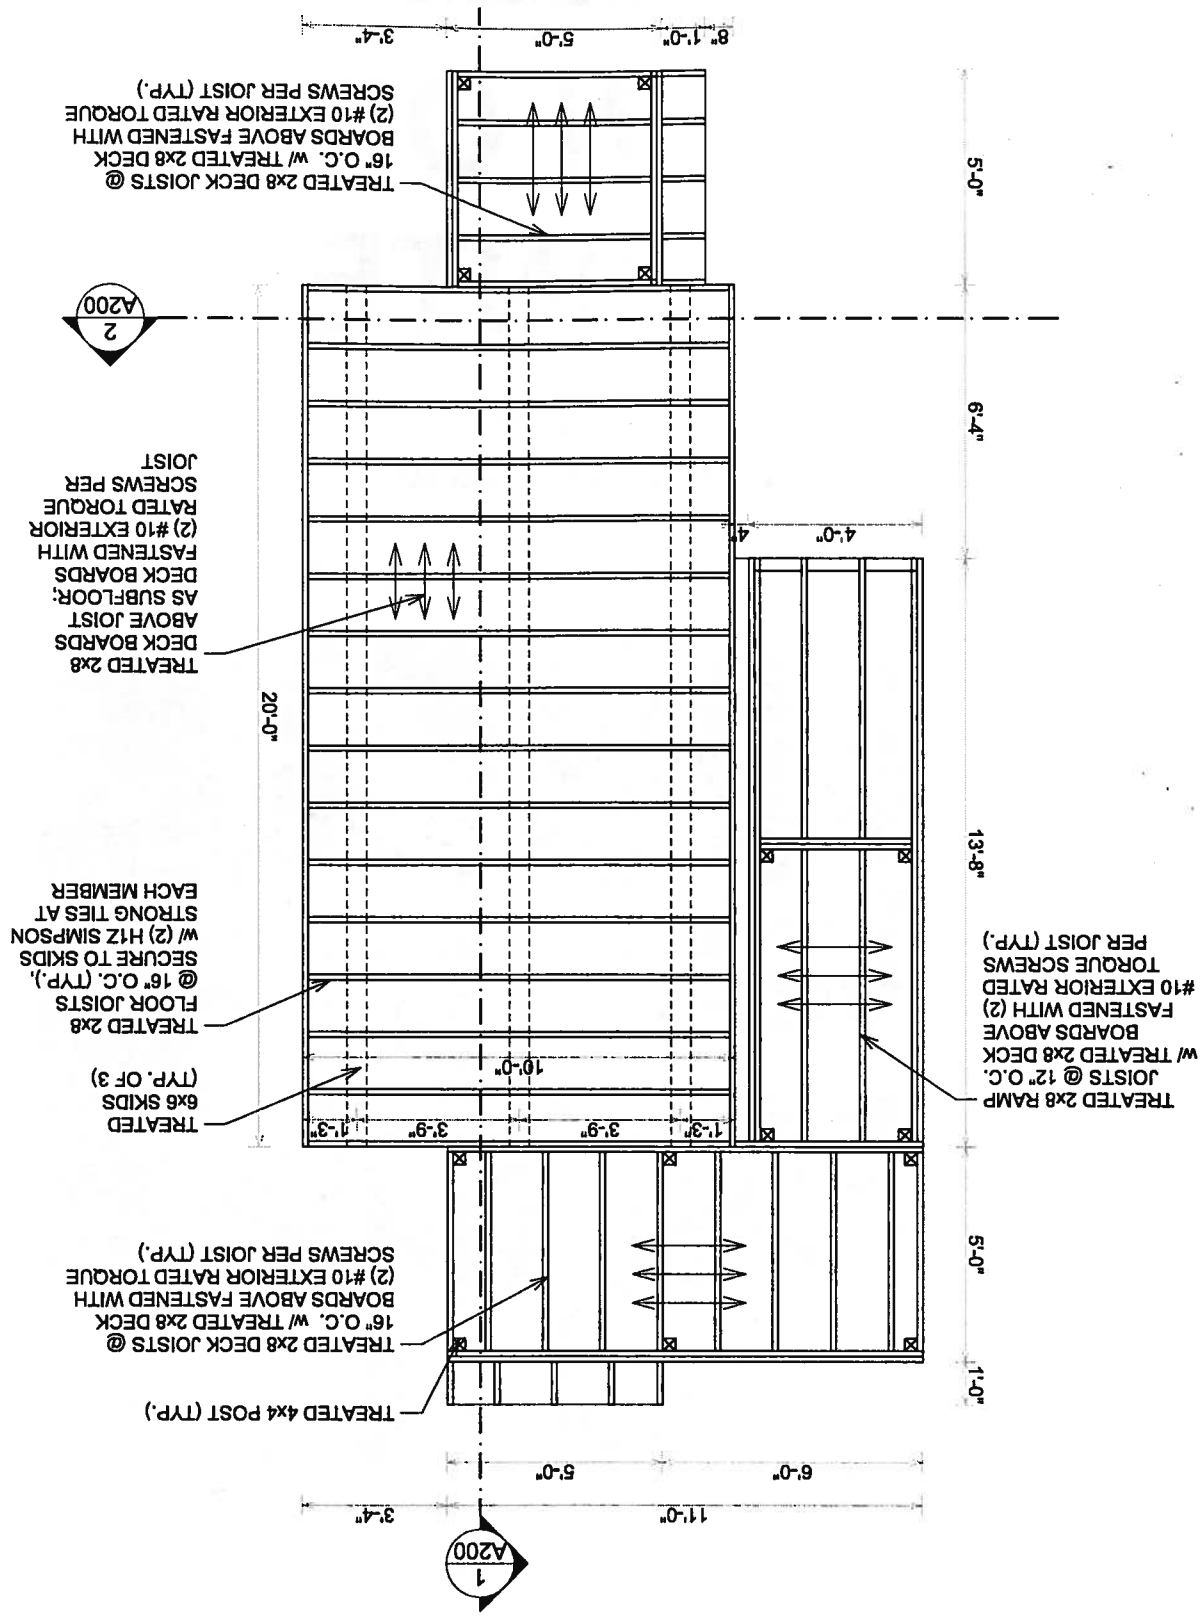 1
A200
11'-0"
3'-4"
6'-0"
5'-0"
1'-0"
TREATED 4x4 POST (TYP.)
TREATED 2x8 DECK JOISTS @
16" O.C. W/ TREATED 2x8 DECK
BOARDS ABOVE FASTENED WITH
(2) #10 EXTERIOR RATED TORQUE
SCREWS PER JOIST (TYP.)
5'-0"
TREATED 2x8 RAMP
JOISTS @ 12" O.C.
W/ TREATED 2x8 DECK
BOARDS ABOVE
FASTENED WITH (2)
#10 EXTERIOR RATED
TORQUE SCREWS
PER JOIST (TYP.)
1'-3"
3'-9"
3'-9"
1'-3"
10'-0"
TREATED
6x6 SKIDS
(TYP. OF 3)
TREATED 2x8
FLOOR JOISTS
@ 16" O.C. (TYP.),
SECURE TO SKIDS
W/ (2) H1Z SIMPSON
STRONG TIES AT
EACH MEMBER
13'-8"
20'-0"
TREATED 2x8
DECK BOARDS
ABOVE JOIST
AS SUBFLOOR;
DECK BOARDS
FASTENED WITH
(2) #10 EXTERIOR
RATED TORQUE
SCREWS PER
JOIST
4'-0"
4"
6'-4"
2
A200
5'-0"
TREATED 2x8 DECK JOISTS @
16" O.C. W/ TREATED 2x8 DECK
BOARDS ABOVE FASTENED WITH
(2) #10 EXTERIOR RATED TORQUE
SCREWS PER JOIST (TYP.)
8"
1'-0"
5'-0"
3'-4"